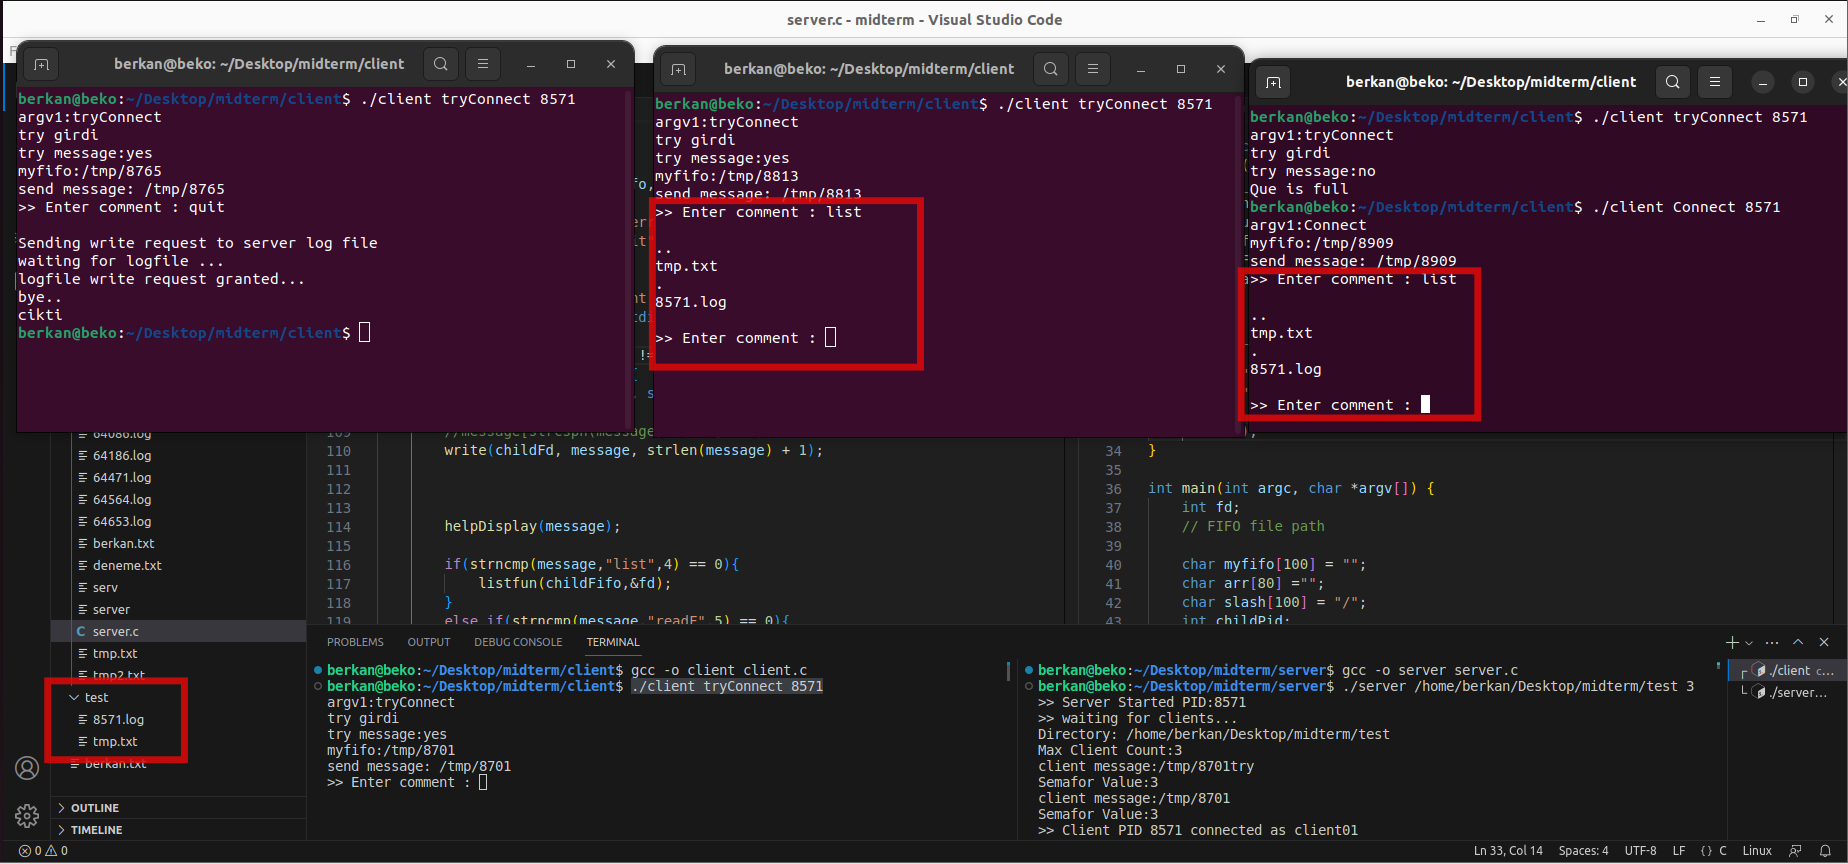 server.c - midterm - Visual Studio Code
berkan@beko: ~/Desktop/midterm/client
berkan@beko:~/Desktop/midterm/client$ ./client tryConnect 8571
argv1:tryConnect
try girdi
try message:yes
myfifo:/tmp/8765
send message: /tmp/8765
>> Enter comment : quit
Sending write request to server log file
waiting for logfile ...
logfile write request granted...
bye..
cikti
berkan@beko:~/Desktop/midterm/client$
berkan@beko: ~/Desktop/midterm/client
berkan@beko:~/Desktop/midterm/client$ ./client tryConnect 8571
argv1:tryConnect
try girdi
try message:yes
myfifo:/tmp/8813
send message: /tmp/8813
>> Enter comment : list
..
tmp.txt
.
8571.log
>> Enter comment :
berkan@beko: ~/Desktop/midterm/client
berkan@beko:~/Desktop/midterm/client$ ./client tryConnect 8571
argv1:tryConnect
try girdi
try message:no
Que is full
berkan@beko:~/Desktop/midterm/client$ ./client Connect 8571
argv1:Connect
myfifo:/tmp/8909
send message: /tmp/8909
>> Enter comment : list
..
tmp.txt
.
8571.log
>> Enter comment :
64086.log
64186.log
64471.log
64564.log
64653.log
berkan.txt
deneme.txt
serv
server
C server.c
tmp.txt
tmp2.txt
test
8571.log
tmp.txt
berkan.txt
OUTLINE
TIMELINE
110 write(childFd, message, strlen(message) + 1);
111
112
113
114 helpDisplay(message);
115
116 if(strncmp(message,"list",4) == 0){
117 listfun(childFifo,&fd);
118 }
119 else if(strncmp(message,"readF",5) == 0){
34 }
35
36 int main(int argc, char *argv[]) {
37 int fd;
38 // FIFO file path
39
40 char myfifo[100] = "";
41 char arr[80] ="";
42 char slash[100] = "/";
43 int childPid;
PROBLEMS OUTPUT DEBUG CONSOLE TERMINAL
berkan@beko:~/Desktop/midterm/client$ gcc -o client client.c
berkan@beko:~/Desktop/midterm/client$ ./client tryConnect 8571
argv1:tryConnect
try girdi
try message:yes
myfifo:/tmp/8701
send message: /tmp/8701
>> Enter comment :
berkan@beko:~/Desktop/midterm/server$ gcc -o server server.c
berkan@beko:~/Desktop/midterm/server$ ./server /home/berkan/Desktop/midterm/test 3
>> Server Started PID:8571
>> waiting for clients...
Directory: /home/berkan/Desktop/midterm/test
Max Client Count:3
client message:/tmp/8701try
Semafor Value:3
client message:/tmp/8701
Semafor Value:3
>> Client PID 8571 connected as client01
./client c...
./server...
0 0
Ln 33, Col 14 Spaces: 4 UTF-8 LF {} C Linux